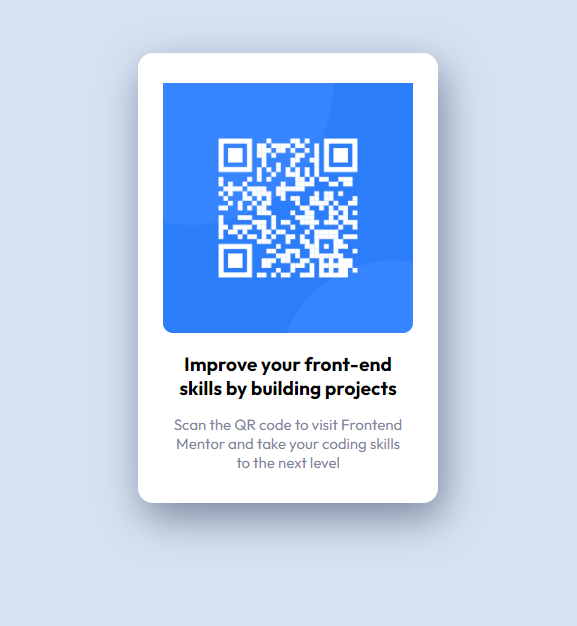 Improve your front-end
skills by building projects
Scan the QR code to visit Frontend
Mentor and take your coding skills
to the next level